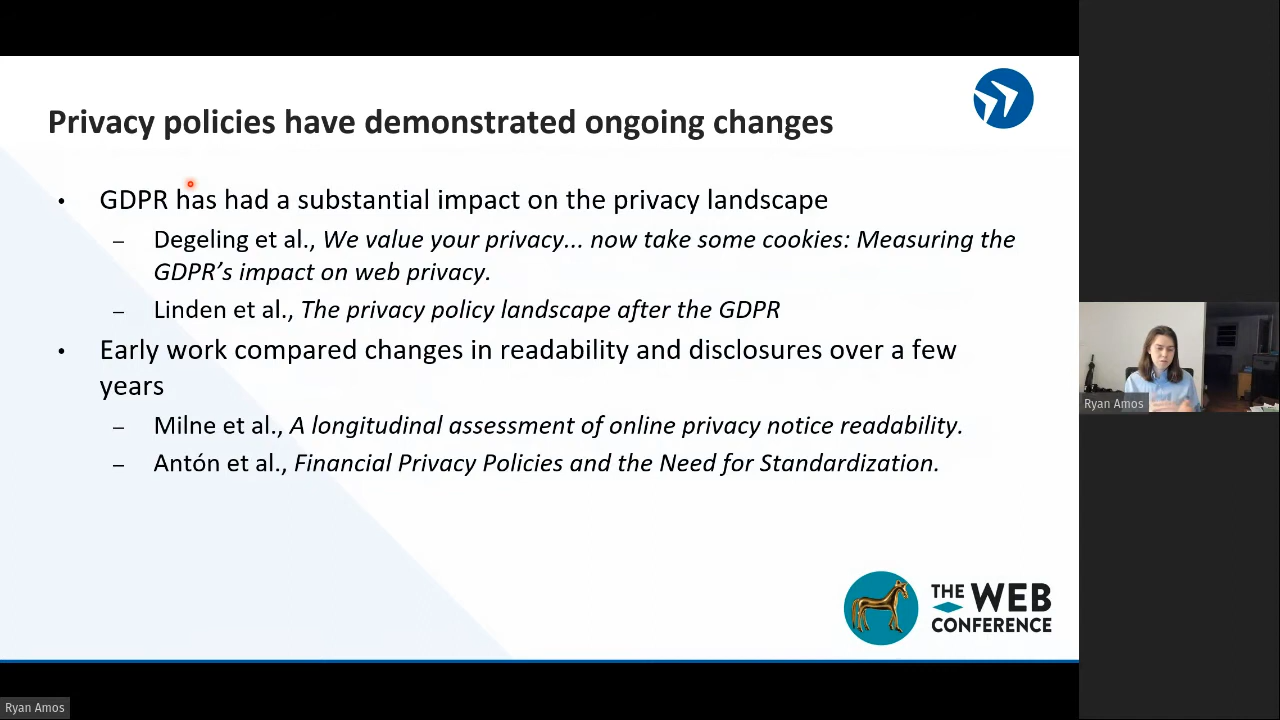 Privacy policies have demonstrated ongoing changes
• GDPR has had a substantial impact on the privacy landscape
– Degeling et al., We value your privacy... now take some cookies: Measuring the
GDPR’s impact on web privacy.
– Linden et al., The privacy policy landscape after the GDPR
• Early work compared changes in readability and disclosures over a few
years
– Milne et al., A longitudinal assessment of online privacy notice readability.
– Antón et al., Financial Privacy Policies and the Need for Standardization.
THE WEB
CONFERENCE
Ryan Amos
Ryan Amos